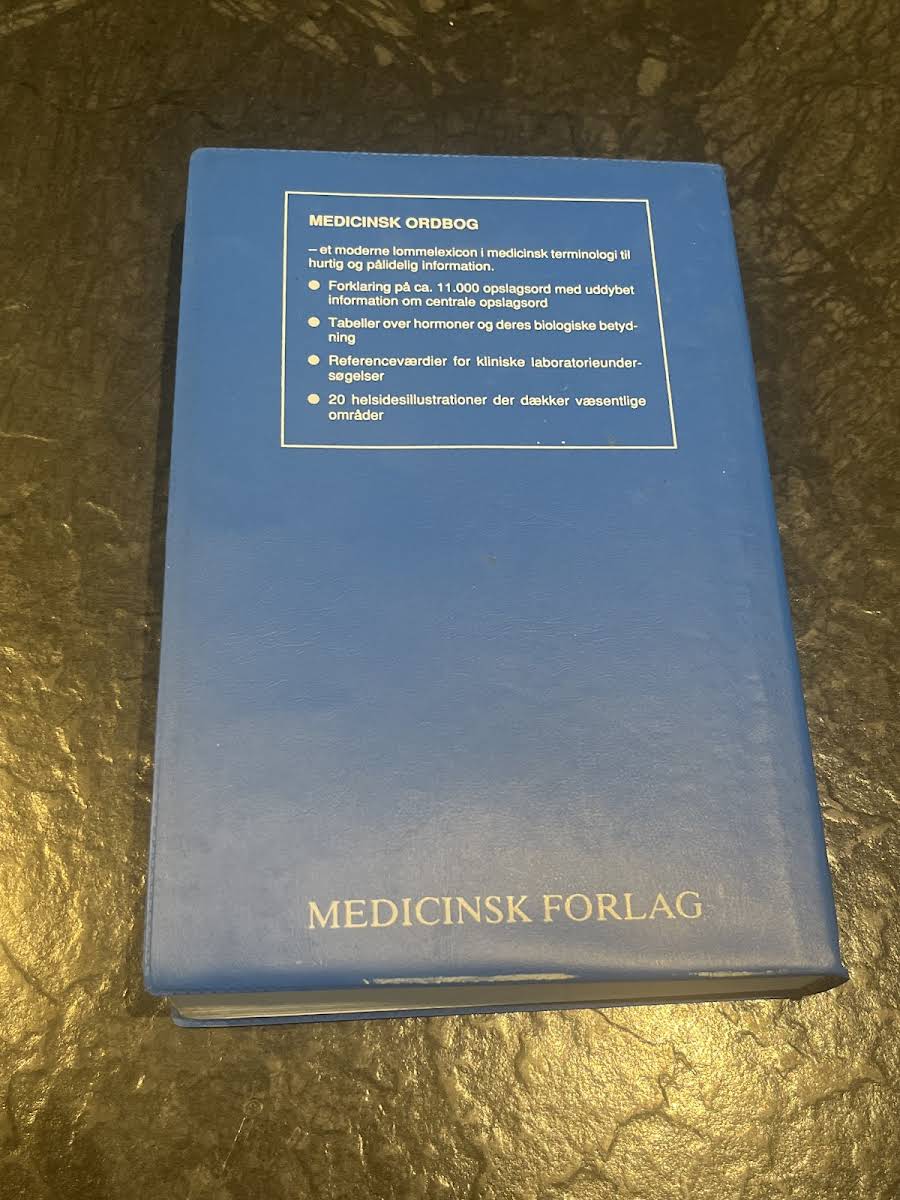 MEDICINSK ORDBOG
– et moderne lommelexicon i medicinsk terminologi til
hurtig og pålidelig information.
● Forklaring på ca. 11.000 opslagsord med uddybet
information om centrale opslagsord
● Tabeller over hormoner og deres biologiske betyd-
ning
● Referenceværdier for kliniske laboratorieunder-
søgelser
● 20 helsidesillustrationer der dækker væsentlige
områder
MEDICINSK FORLAG